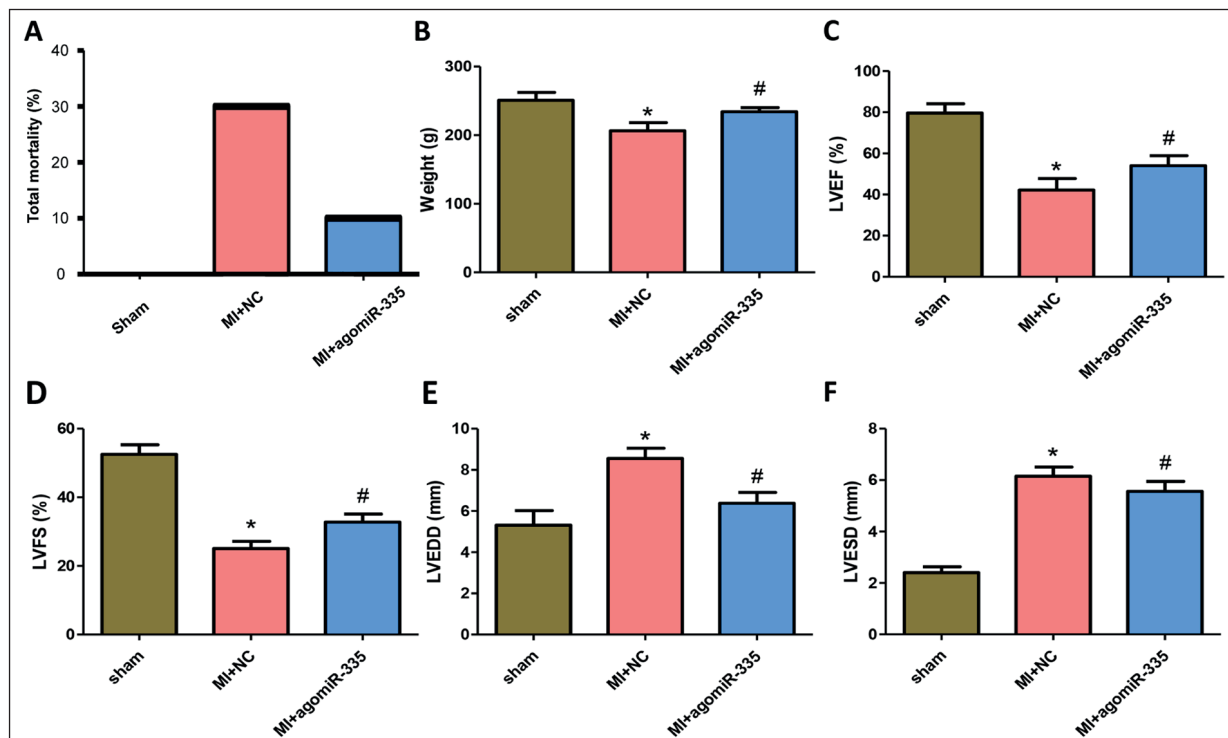 A
Total mortality (%)
40
30
20
10
0
Sham
MI+NC
MI+agomiR-335
B
Weight (g)
300
200
100
0
sham
MI+NC
MI+agomiR-335
*
#
C
LVEF (%)
100
80
60
40
20
0
sham
MI+NC
MI+agomiR-335
*
#
D
LVFS (%)
60
40
20
0
sham
MI+NC
MI+agomiR-335
*
#
E
LVEDD (mm)
10
8
6
4
2
0
sham
MI+NC
MI+agomiR-335
*
#
F
LVESD (mm)
8
6
4
2
0
sham
MI+NC
MI+agomiR-335
*
#